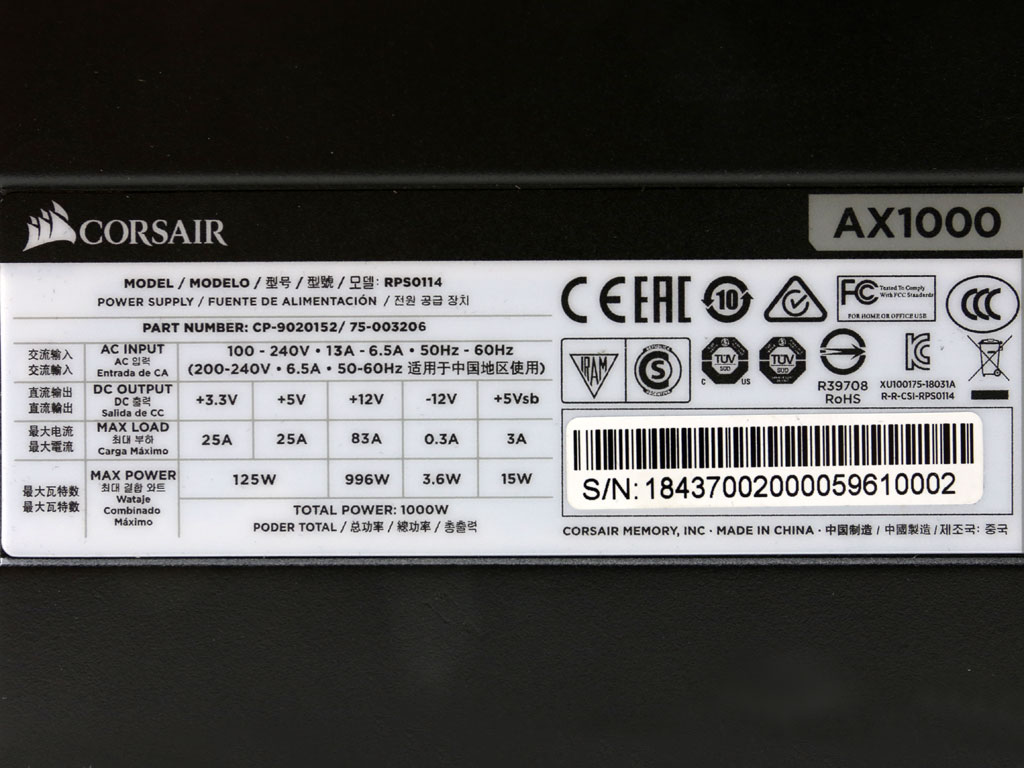 CORSAIR
AX1000
MODEL / MODELO / 型号 / 型號 / 모델: RPS0114
POWER SUPPLY / FUENTE DE ALIMENTACIÓN / 전원 공급 장치
PART NUMBER: CP-9020152/ 75-003206
交流输入
交流輸入
AC INPUT
AC 입력
Entrada de CA
100 - 240V • 13A - 6.5A • 50Hz - 60Hz
(200-240V • 6.5A • 50-60Hz 适用于中国地区使用)
直流输出
直流輸出
DC OUTPUT
DC 출력
Salida de CC
+3.3V +5V +12V -12V +5Vsb
最大电流
最大電流
MAX LOAD
최대 부하
Carga Máximo
25A 25A 83A 0.3A 3A
最大瓦特数
最大瓦特數
MAX POWER
최대 결합 와트
Wataje
Combinado
Máximo
125W 996W 3.6W 15W
TOTAL POWER: 1000W
PODER TOTAL / 总功率 / 總功率 / 총출력
CE EAC 10 FC Tested To Comply
With FCC Standards
FOR HOME OR OFFICE USE
CCC
IRAM
S
TÜV
SÜD
C US
TÜV
SÜD
R39708
RoHS
KC
XU100175-18031A
R-R-CSI-RPS0114
S/N: 18437002000059610002
CORSAIR MEMORY, INC • MADE IN CHINA • 中国制造 / 中國製造 /제조국: 중국